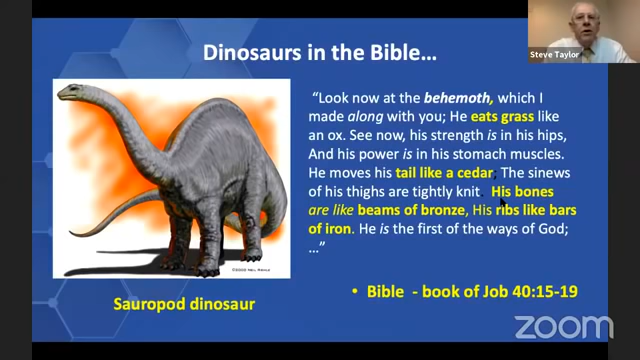 Steve Taylor
Dinosaurs in the Bible...
“Look now at the behemoth, which I
made along with you; He eats grass like
an ox. See now, his strength is in his hips,
And his power is in his stomach muscles.
He moves his tail like a cedar; The sinews
of his thighs are tightly knit. His bones
are like beams of bronze, His ribs like bars
of iron. He is the first of the ways of God;
...”
Sauropod dinosaur
• Bible - book of Job 40:15-19
zoom